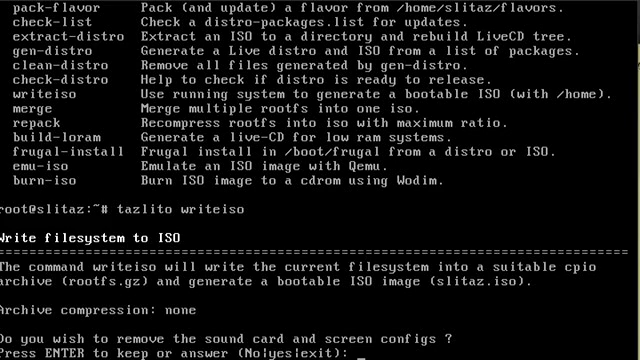 pack-flavor Pack (and update) a flavor from /home/slitaz/flavors.
check-list Check a distro-packages.list for updates.
extract-distro Extract an ISO to a directory and rebuild LiveCD tree.
gen-distro Generate a Live distro and ISO from a list of packages.
clean-distro Remove all files generated by gen-distro.
check-distro Help to check if distro is ready to release.
writeiso Use running system to generate a bootable ISO (with /home).
merge Merge multiple rootfs into one iso.
repack Recompress rootfs into iso with maximum ratio.
build-loram Generate a live-CD for low ram systems.
frugal-install Frugal install in /boot/frugal from a distro or ISO.
emu-iso Emulate an ISO image with Qemu.
burn-iso Burn ISO image to a cdrom using Wodim.
root@slitaz:~# tazlito writeiso
Write filesystem to ISO
================================================================================
The command writeiso will write the current filesystem into a suitable cpio
archive (rootfs.gz) and generate a bootable ISO image (slitaz.iso).
Archive compression: none
Do you wish to remove the sound card and screen configs ?
Press ENTER to keep or answer (No|yes|exit): _